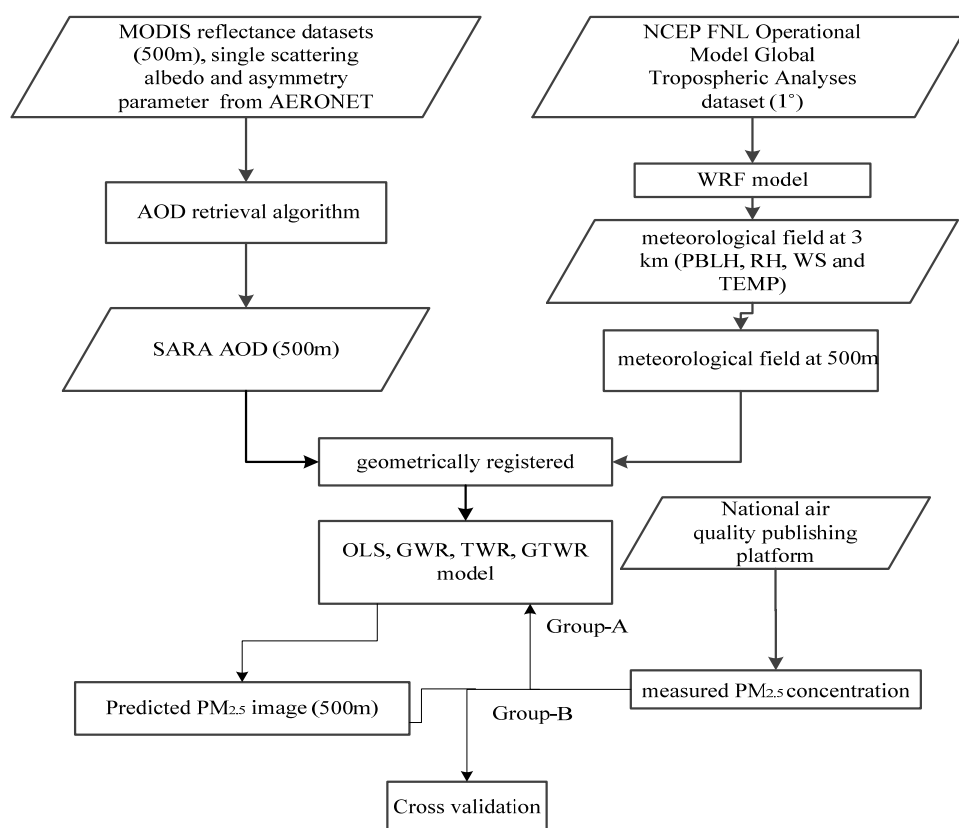 MODIS reflectance datasets
(500m), single scattering
albedo and asymmetry
parameter from AERONET
NCEP FNL Operational
Model Global
Tropospheric Analyses
dataset (1°)
WRF model
AOD retrieval algorithm
meteorological field at 3
km (PBLH, RH, WS and
TEMP)
SARA AOD (500m)
meteorological field at 500m
geometrically registered
OLS, GWR, TWR, GTWR
model
National air
quality publishing
platform
Group-A
measured PM2.5 concentration
Predicted PM2.5 image (500m)
Group-B
Cross validation